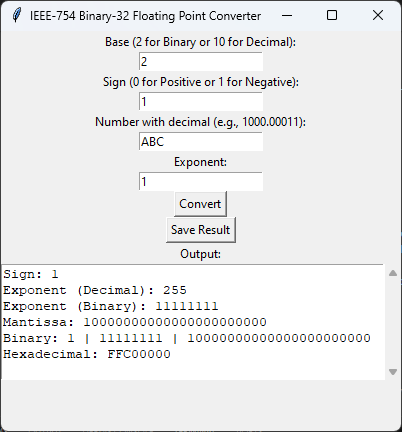 IEEE-754 Binary-32 Floating Point Converter
Base (2 for Binary or 10 for Decimal):
2
Sign (0 for Positive or 1 for Negative):
1
Number with decimal (e.g., 1000.00011):
ABC
Exponent:
1
Convert
Save Result
Output:
Sign: 1
Exponent (Decimal): 255
Exponent (Binary): 11111111
Mantissa: 10000000000000000000000
Binary: 1 | 11111111 | 10000000000000000000000
Hexadecimal: FFC00000